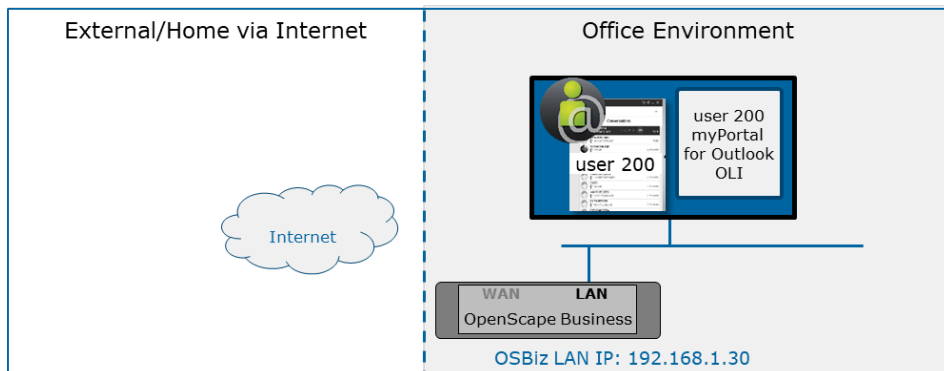 External/Home via Internet
Office Environment
user 200
user 200
myPortal
for Outlook
OLI
Internet
WAN LAN
OpenScape Business
OSBiz LAN IP: 192.168.1.30